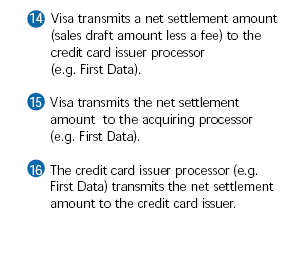 14 Visa transmits a net settlement amount
(sales draft amount less a fee) to the
credit card issuer processor
(e.g. First Data).
15 Visa transmits the net settlement
amount to the acquiring processor
(e.g. First Data).
16 The credit card issuer processor (e.g.
First Data) transmits the net settlement
amount to the credit card issuer.